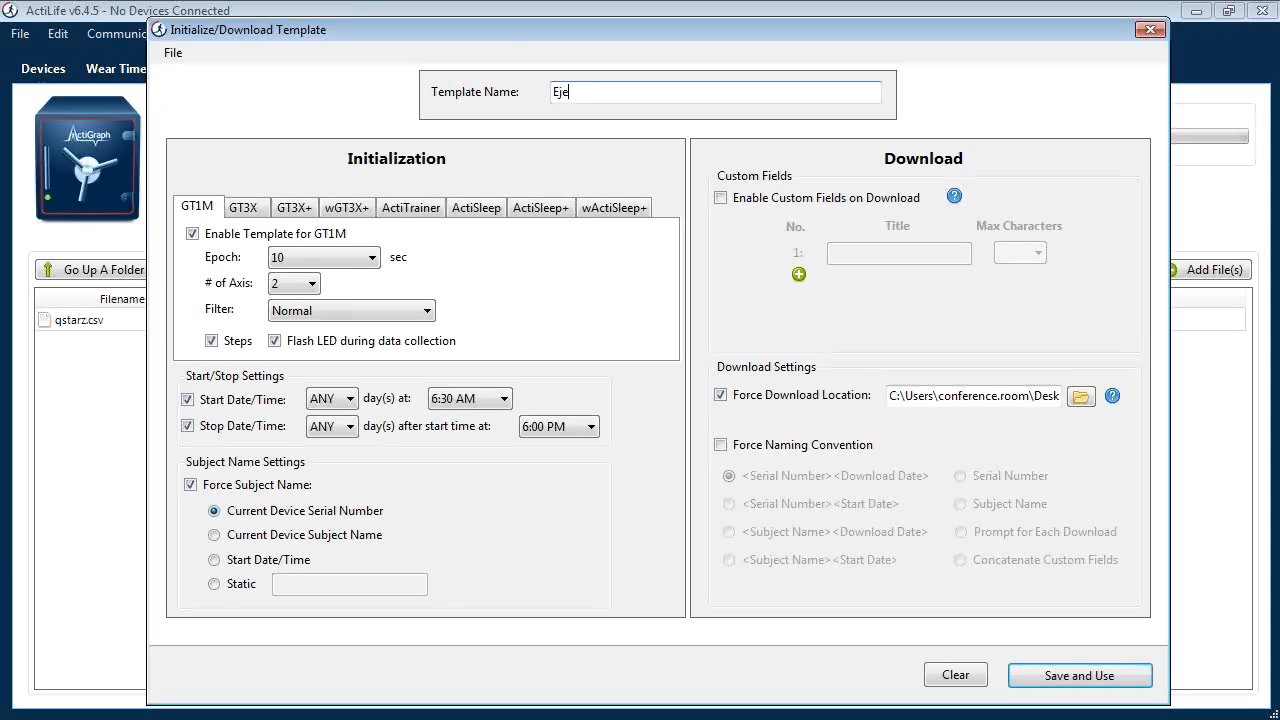 ActiLife v6.4.5 - No Devices Connected
File Edit Communic
Devices Wear Time
Initialize/Download Template
File
Template Name: Eje
ActiGraph
Initialization
GT1M GT3X GT3X+ wGT3X+ ActiTrainer ActiSleep ActiSleep+ wActiSleep+
Enable Template for GT1M
Epoch: 10 sec
# of Axis: 2
Filter: Normal
Steps Flash LED during data collection
Start/Stop Settings
Start Date/Time: ANY day(s) at: 6:30 AM
Stop Date/Time: ANY day(s) after start time at: 6:00 PM
Subject Name Settings
Force Subject Name:
Current Device Serial Number
Current Device Subject Name
Start Date/Time
Static
Download
Custom Fields
Enable Custom Fields on Download
No. Title Max Characters
1:
Download Settings
Force Download Location: C:\Users\conference.room\Desk
Force Naming Convention
<Serial Number><Download Date> Serial Number
<Serial Number><Start Date> Subject Name
<Subject Name><Download Date> Prompt for Each Download
<Subject Name><Start Date> Concatenate Custom Fields
Clear Save and Use
Go Up A Folder
Add File(s)
Filename
qstarz.csv